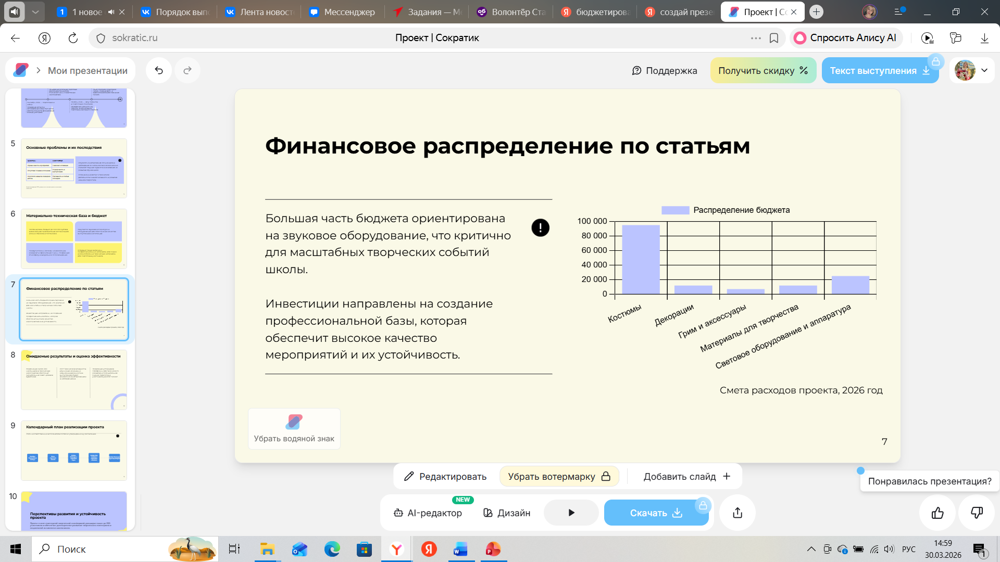 1 новое
Порядок вып
Лента новост
Мессенджер
Задания — М
Волонтёр Ста
бюджетирова
создай презе
Проект | Со
sokratic.ru
Проект | Сократик
Спросить Алису AI
Мои презентации
Поддержка
Получить скидку %
Текст выступления
5
Основные проблемы и их последствия
6
Материально-техническая база и бюджет
7
Финансовое распределение по статьям
8
Ожидаемые результаты и оценка эффективности
9
Календарный план реализации проекта
10
Перспективы развития и устойчивость
проекта
Финансовое распределение по статьям
Большая часть бюджета ориентирована
на звуковое оборудование, что критично
для масштабных творческих событий
школы.
Инвестиции направлены на создание
профессиональной базы, которая
обеспечит высокое качество
мероприятий и их устойчивость.
Распределение бюджета
100 000
80 000
60 000
40 000
20 000
0
Костюмы
Декорации
Грим и аксессуары
Материалы для творчества
Световое оборудование и аппаратура
Смета расходов проекта, 2026 год
Убрать водяной знак
7
Редактировать
Убрать вотермарку
Добавить слайд
Понравилась презентация?
NEW
AI-редактор
Дизайн
Скачать
Поиск
РУС
14:59
30.03.2026
1